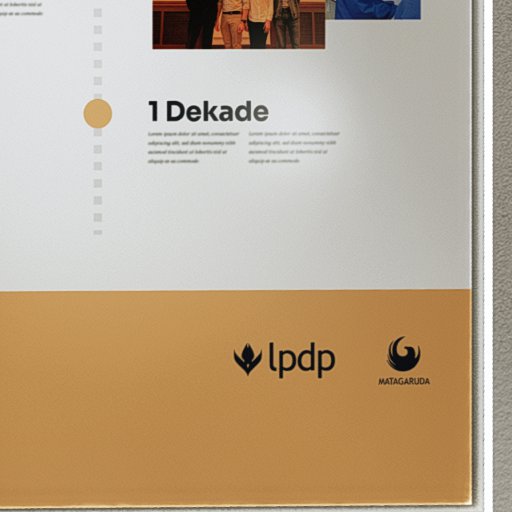 1 Dekade
Lorem ipsum dolor sit amet, consectetuer
adipiscing elit, sed diam nonummy nibh
euismod tincidunt ut lobortis nisl ut
aliquip ex ea commodo
Lorem ipsum dolor sit amet, consectetuer
adipiscing elit, sed diam nonummy nibh
euismod tincidunt ut lobortis nisl ut
aliquip ex ea commodo
lpdp
MATAGARUDA